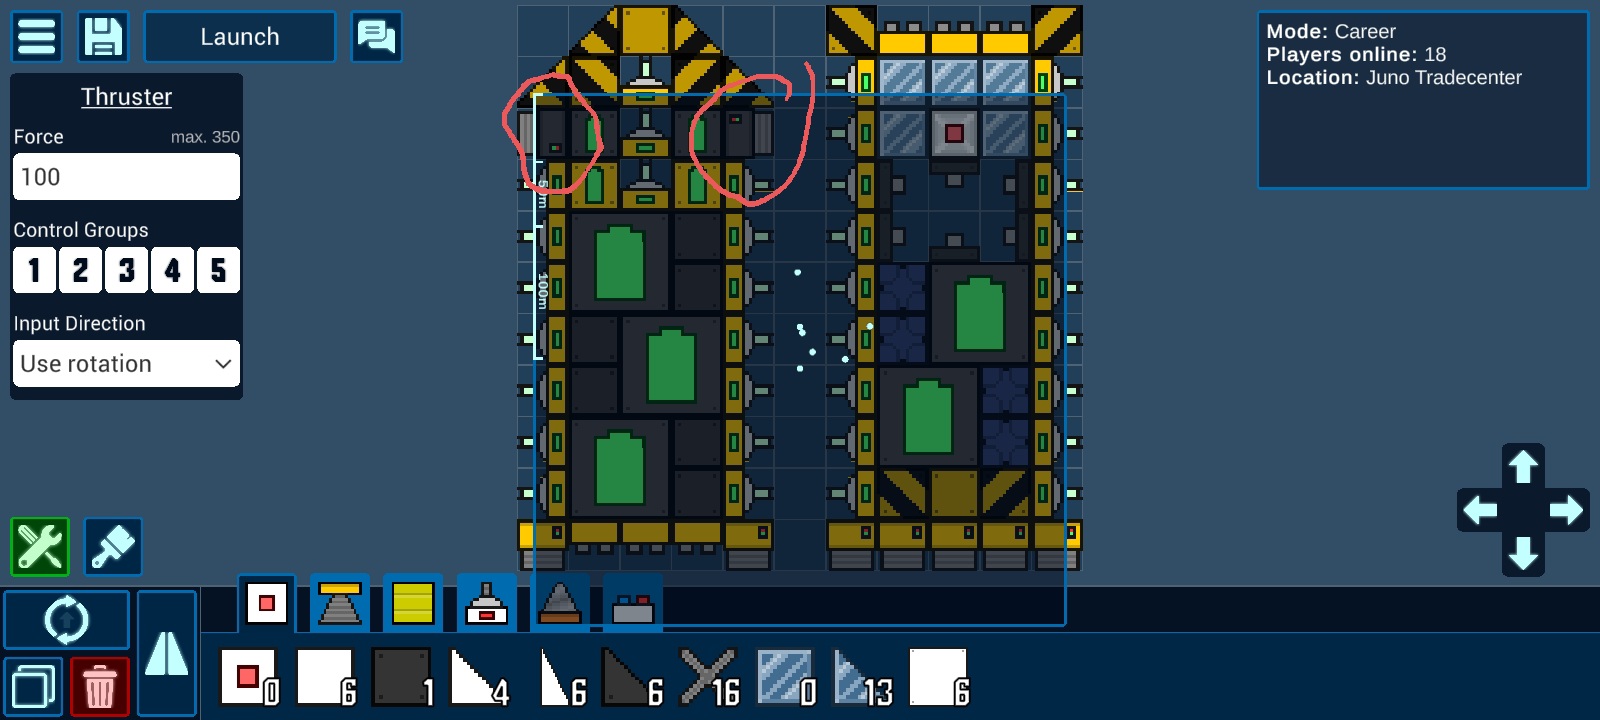 Launch
Mode: Career
Players online: 18
Location: Juno Tradecenter
Thruster
Force max. 350
100
Control Groups
1 2 3 4 5
Input Direction
Use rotation
100m
0 6 1 4 6 6 16 0 13 6